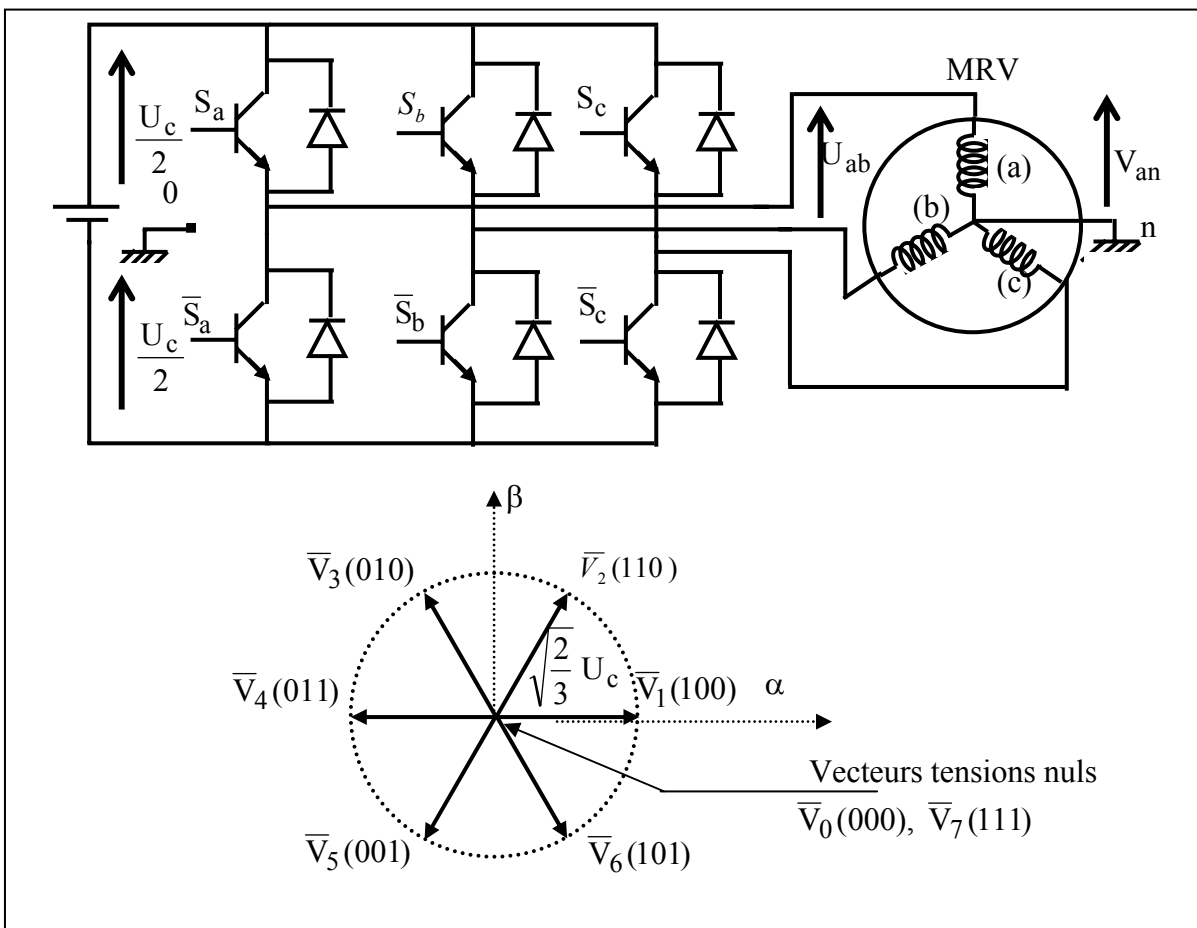 MRV
S_a
S_b
S_c
U_c/2
0
U_ab
V_an
(a)
(b)
(c)
n
S̅_a
S̅_b
S̅_c
U_c/2
β
V̅_3(010)
V̅_2(110)
√(2/3) U_c
V̅_4(011)
V̅_1(100)
α
Vecteurs tensions nuls
V̅_0(000), V̅_7(111)
V̅_5(001)
V̅_6(101)